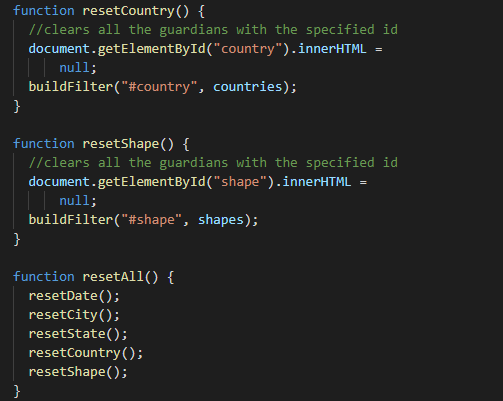 function resetCountry() {
//clears all the guardians with the specified id
document.getElementById("country").innerHTML =
null;
buildFilter("#country", countries);
}
function resetShape() {
//clears all the guardians with the specified id
document.getElementById("shape").innerHTML =
null;
buildFilter("#shape", shapes);
}
function resetAll() {
resetDate();
resetCity();
resetState();
resetCountry();
resetShape();
}